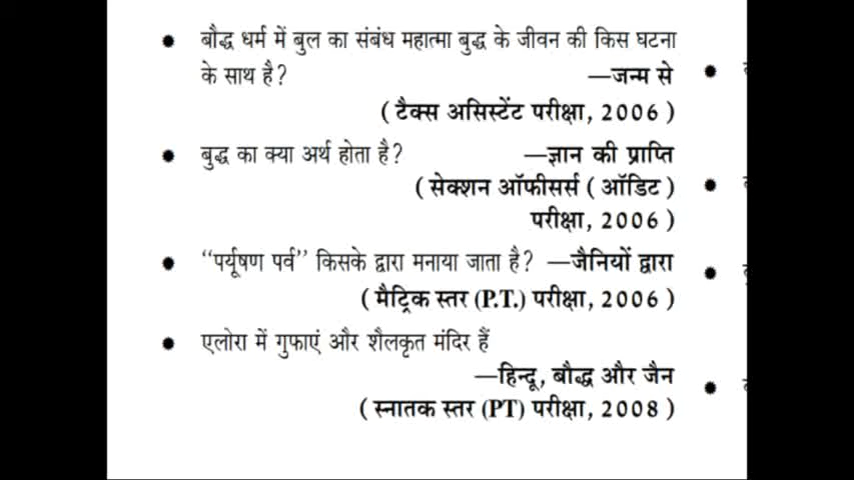 ● बौद्ध धर्म में बुल का संबंध महात्मा बुद्ध के जीवन की किस घटना
के साथ है? —जन्म से
( टैक्स असिस्टेंट परीक्षा, 2006 )
● बुद्ध का क्या अर्थ होता है? —ज्ञान की प्राप्ति
( सेक्शन ऑफीसर्स ( ऑडिट )
परीक्षा, 2006 )
● “पर्यूषण पर्व” किसके द्वारा मनाया जाता है? —जैनियों द्वारा
( मैट्रिक स्तर (P.T.) परीक्षा, 2006 )
● एलोरा में गुफाएं और शैलकृत मंदिर हैं
—हिन्दू, बौद्ध और जैन
( स्नातक स्तर (PT) परीक्षा, 2008 )